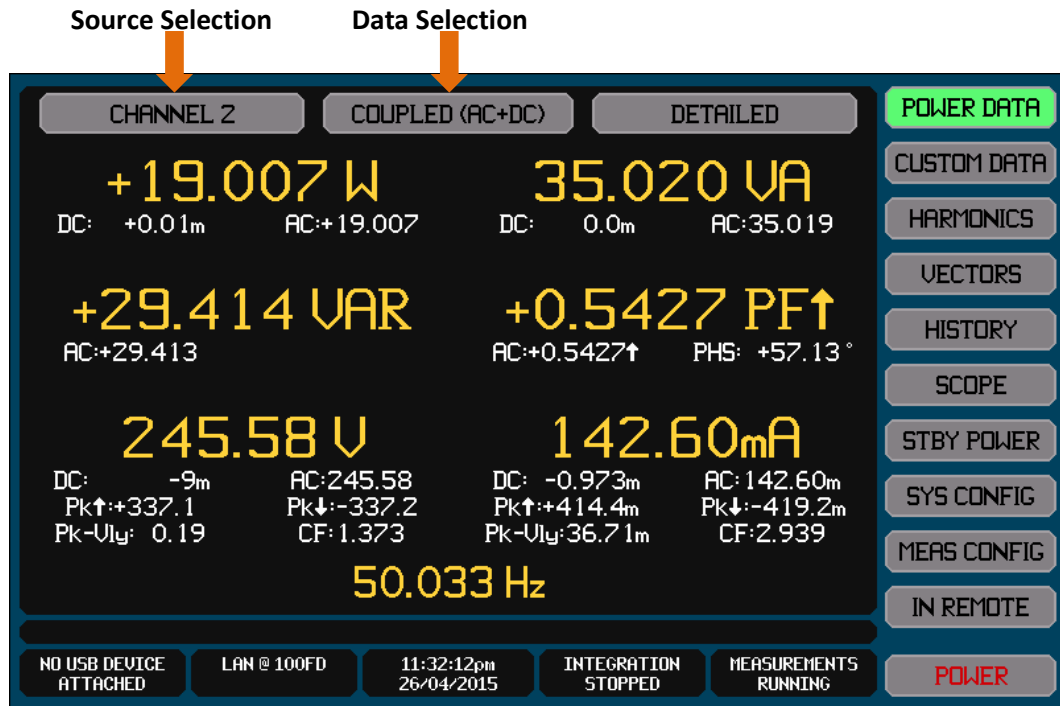 Source Selection Data Selection
CHANNEL 2 COUPLED (AC+DC) DETAILED
+19.007 W 35.020 VA
DC: +0.01m AC:+19.007 DC: 0.0m AC:35.019
+29.414 VAR +0.5427 PF↑
AC:+29.413 AC:+0.5427↑ PHS: +57.13°
245.58 V 142.60mA
DC: -9m AC:245.58 DC: -0.973m AC:142.60m
Pk↑:+337.1 Pk↓:-337.2 Pk↑:+414.4m Pk↓:-419.2m
Pk-Vly: 0.19 CF:1.373 Pk-Vly:36.71m CF:2.939
50.033 Hz
POWER DATA
CUSTOM DATA
HARMONICS
VECTORS
HISTORY
SCOPE
STBY POWER
SYS CONFIG
MEAS CONFIG
IN REMOTE
POWER
NO USB DEVICE
ATTACHED
LAN @ 100FD
11:32:12pm
26/04/2015
INTEGRATION
STOPPED
MEASUREMENTS
RUNNING